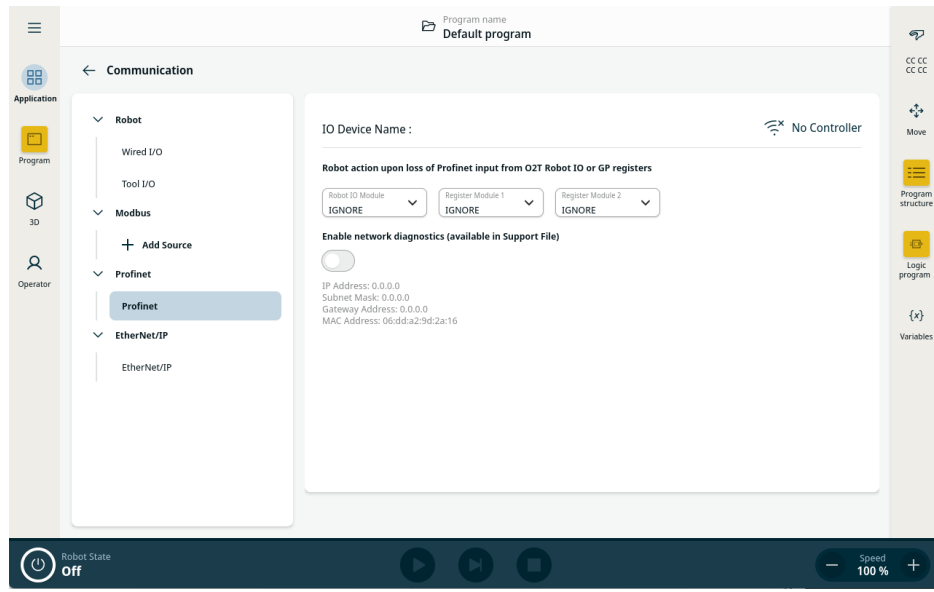 Program name
Default program
Communication
Application
Program
3D
Operator
Robot
Wired I/O
Tool I/O
Modbus
Add Source
Profinet
Profinet
EtherNet/IP
EtherNet/IP
IO Device Name :
No Controller
Robot action upon loss of Profinet input from O2T Robot IO or GP registers
Robot IO Module
IGNORE
Register Module 1
IGNORE
Register Module 2
IGNORE
Enable network diagnostics (available in Support File)
IP Address: 0.0.0.0
Subnet Mask: 0.0.0.0
Gateway Address: 0.0.0.0
MAC Address: 06:dd:a2:9d:2a:16
CC CC
CC CC
Move
Program
structure
Logic
program
{x}
Variables
Robot State
Off
Speed
100 %